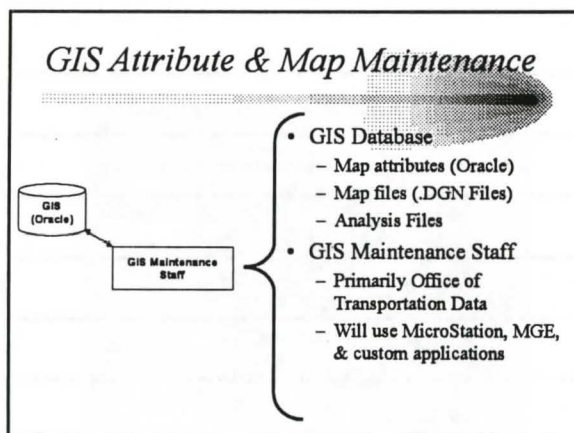 GIS Attribute & Map Maintenance
GIS
(Oracle)
GIS Maintenance
Staff
• GIS Database
– Map attributes (Oracle)
– Map files (.DGN Files)
– Analysis Files
• GIS Maintenance Staff
– Primarily Office of
Transportation Data
– Will use MicroStation, MGE,
& custom applications